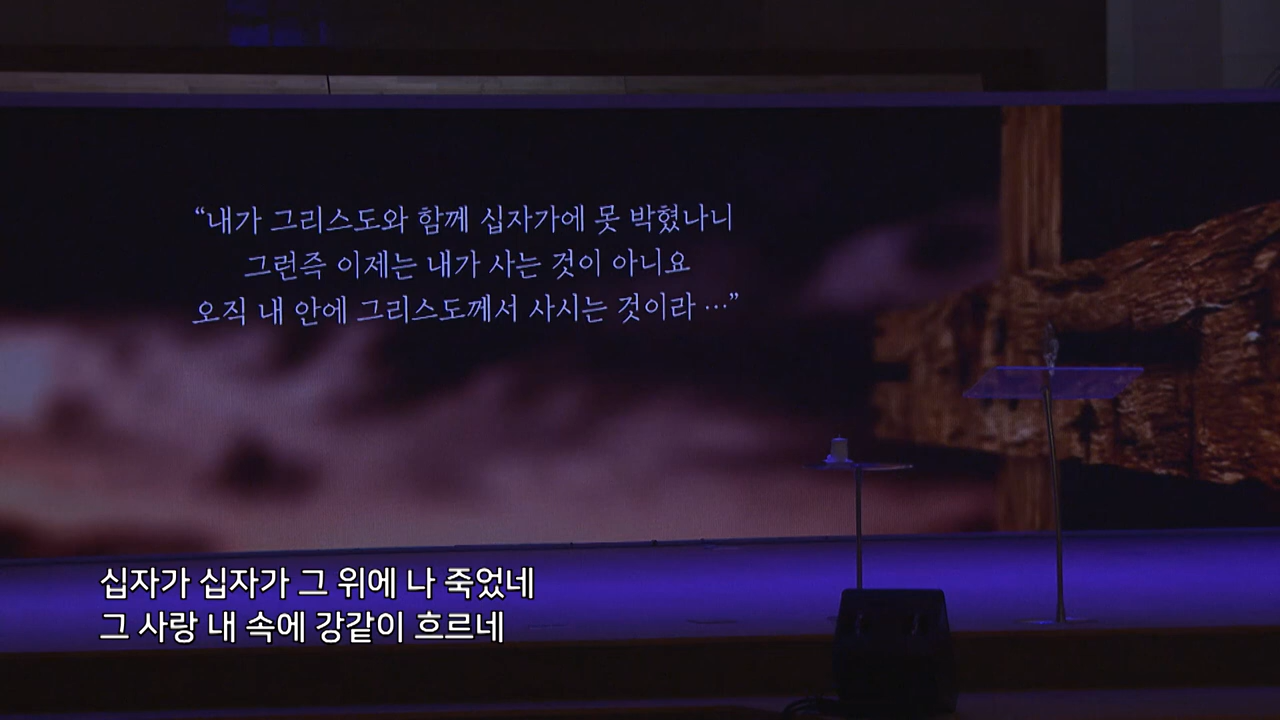 “내가 그리스도와 함께 십자가에 못 박혔나니
그런즉 이제는 내가 사는 것이 아니요
오직 내 안에 그리스도께서 사시는 것이라 …”
십자가 십자가 그 위에 나 죽었네
그 사랑 내 속에 강같이 흐르네